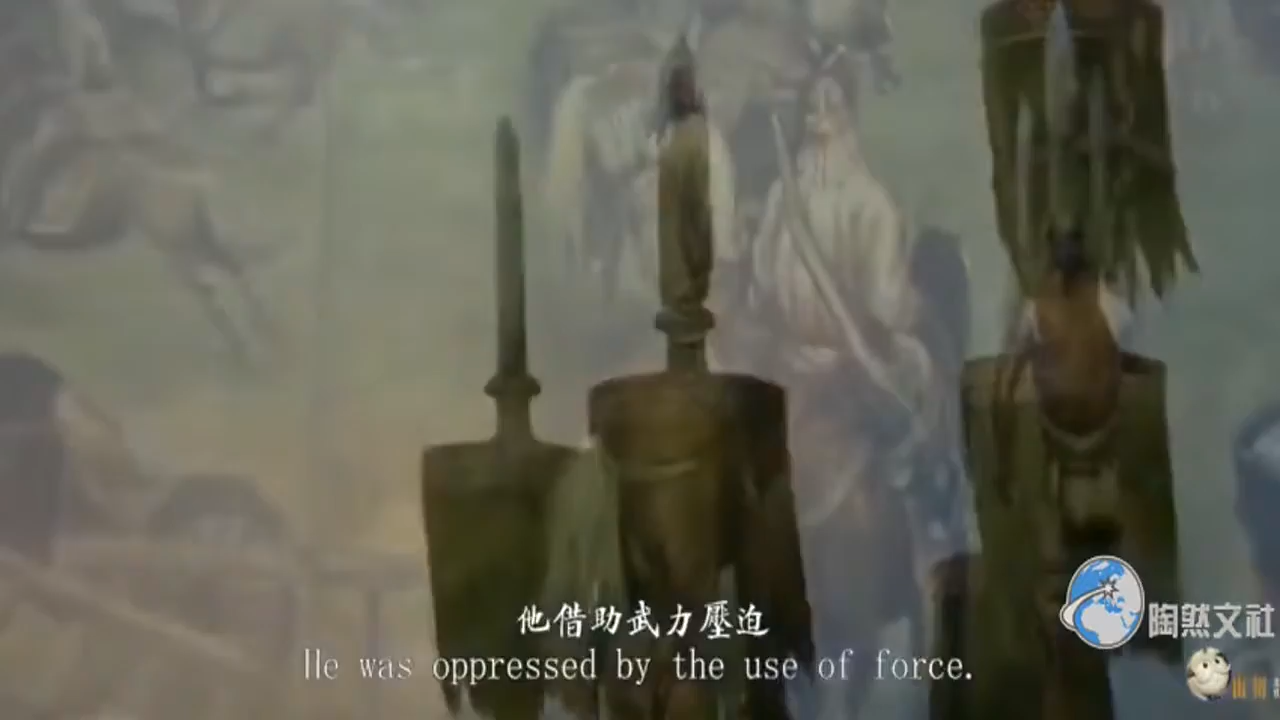 他借助武力壓迫
He was oppressed by the use of force.
陶然文社